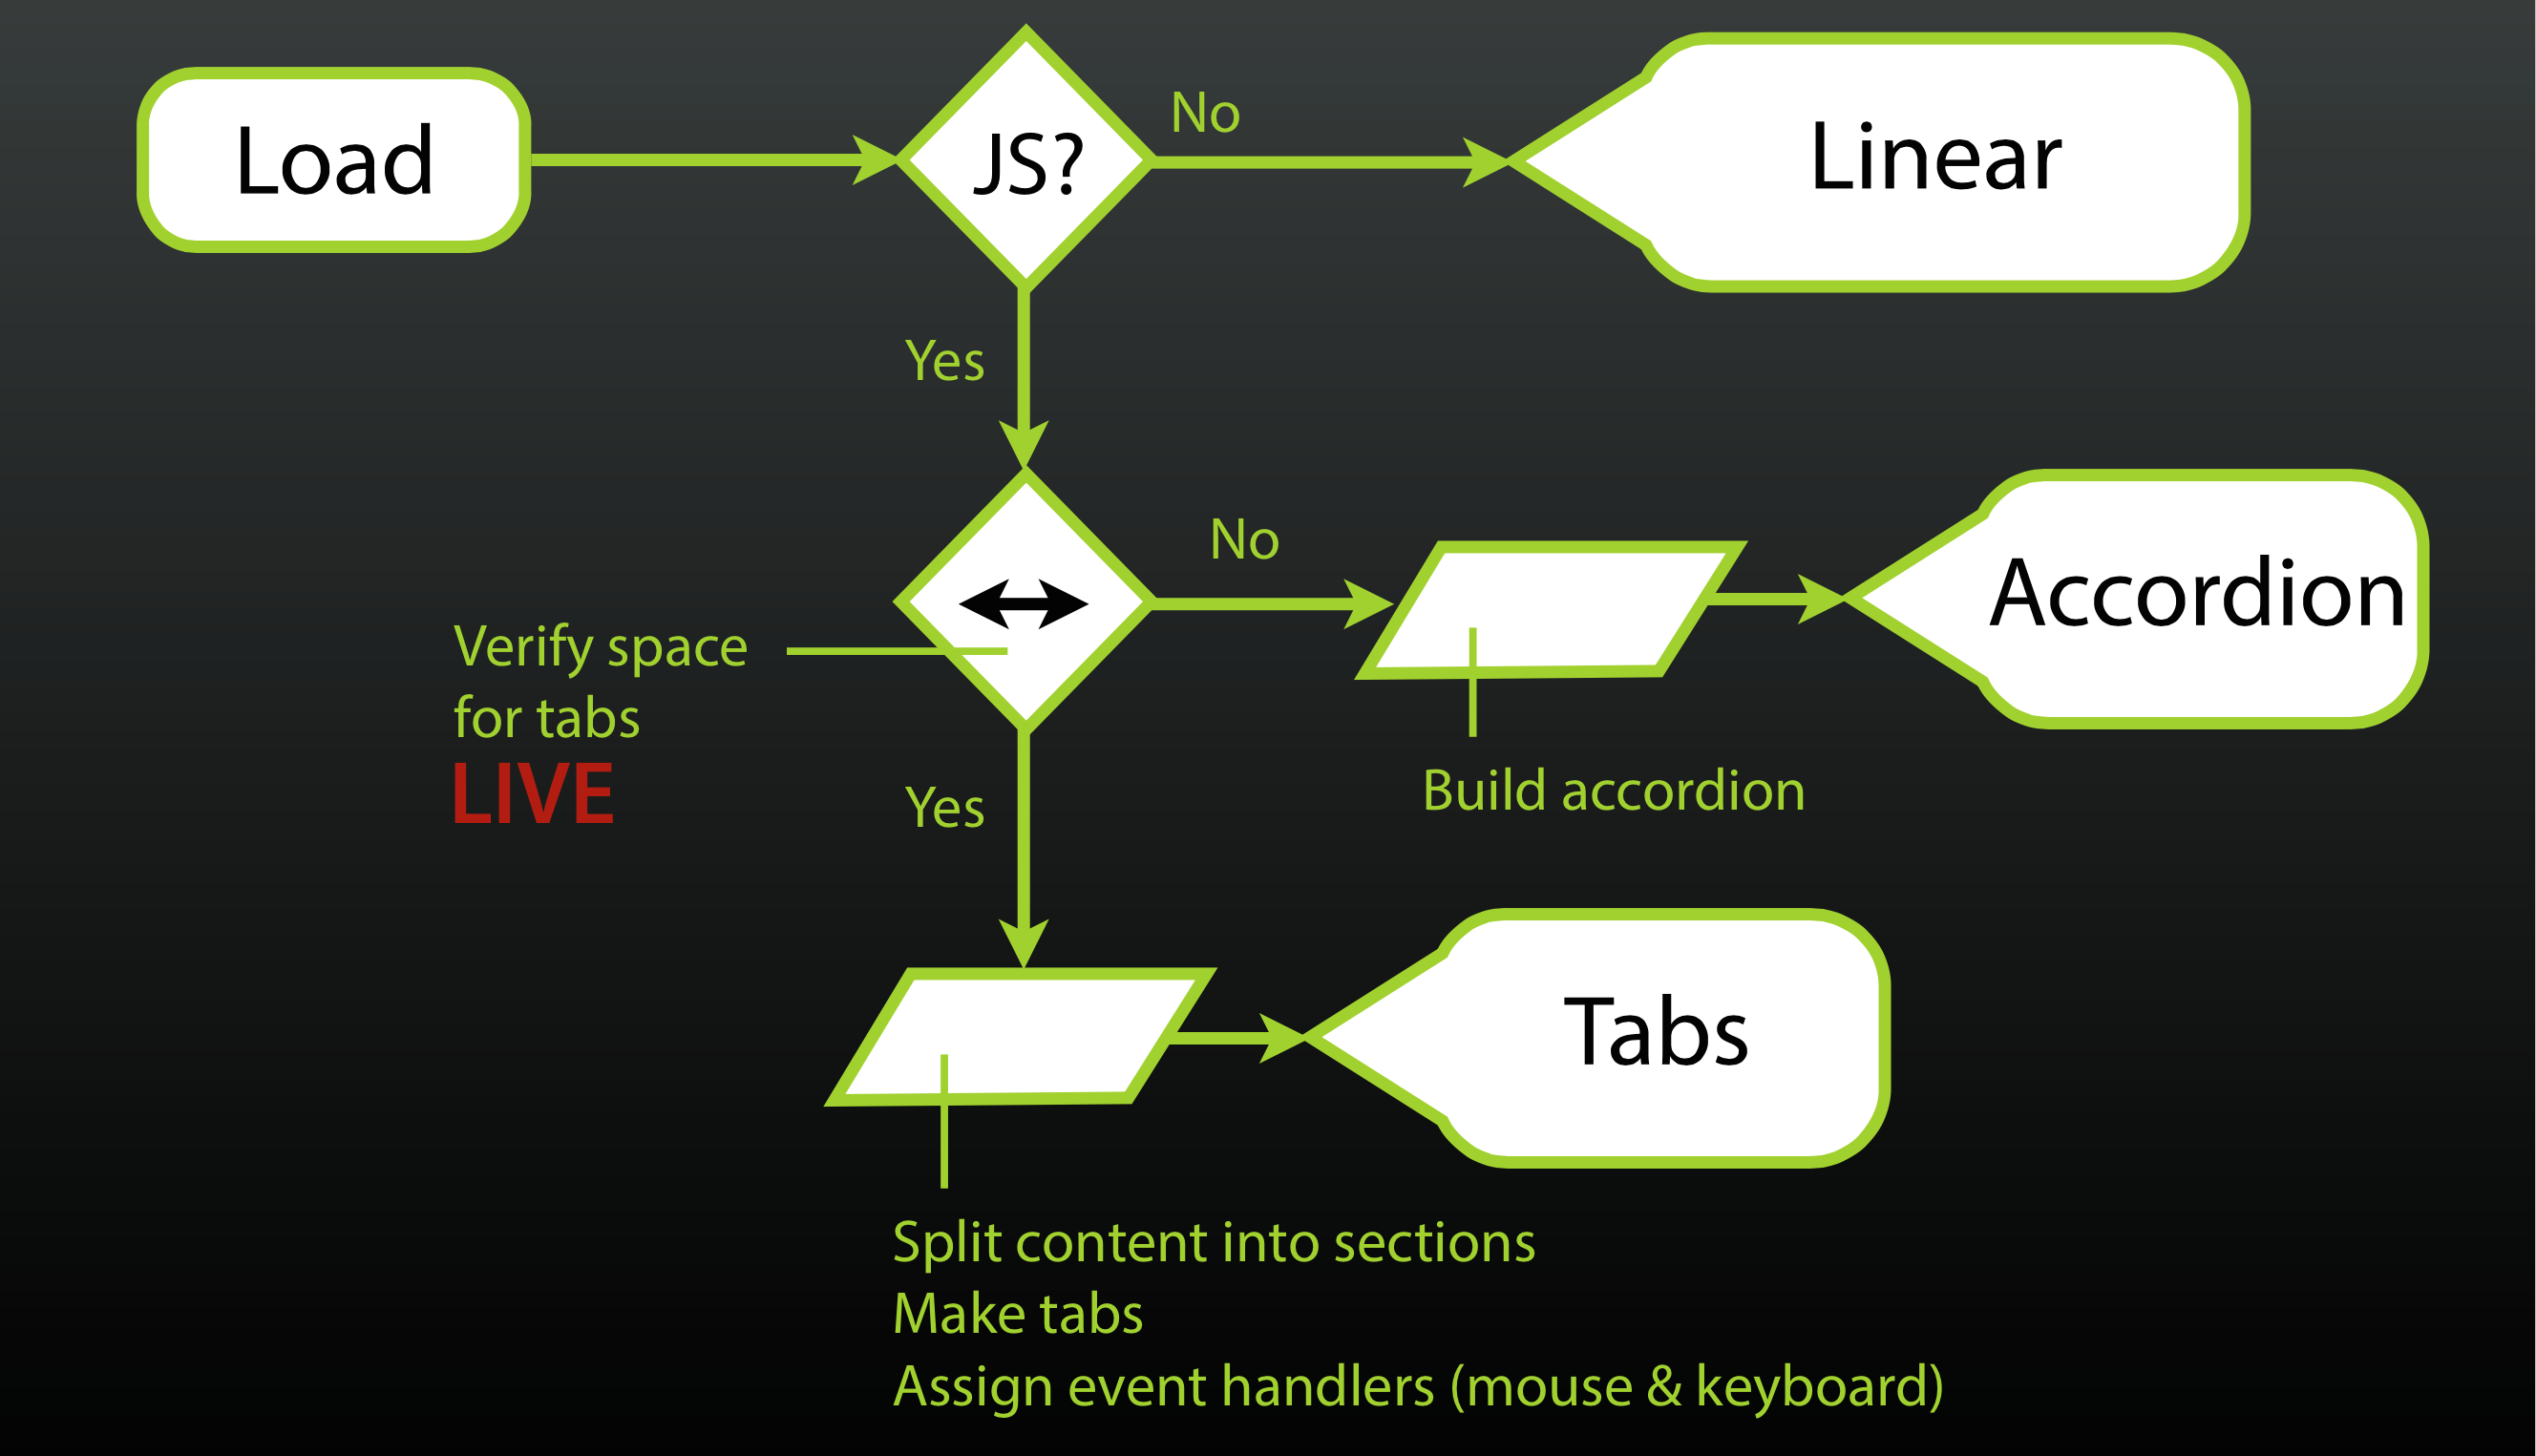 Load
JS?
No
Linear
Yes
No
Accordion
Verify space
for tabs
LIVE
Build accordion
Yes
Tabs
Split content into sections
Make tabs
Assign event handlers (mouse & keyboard)